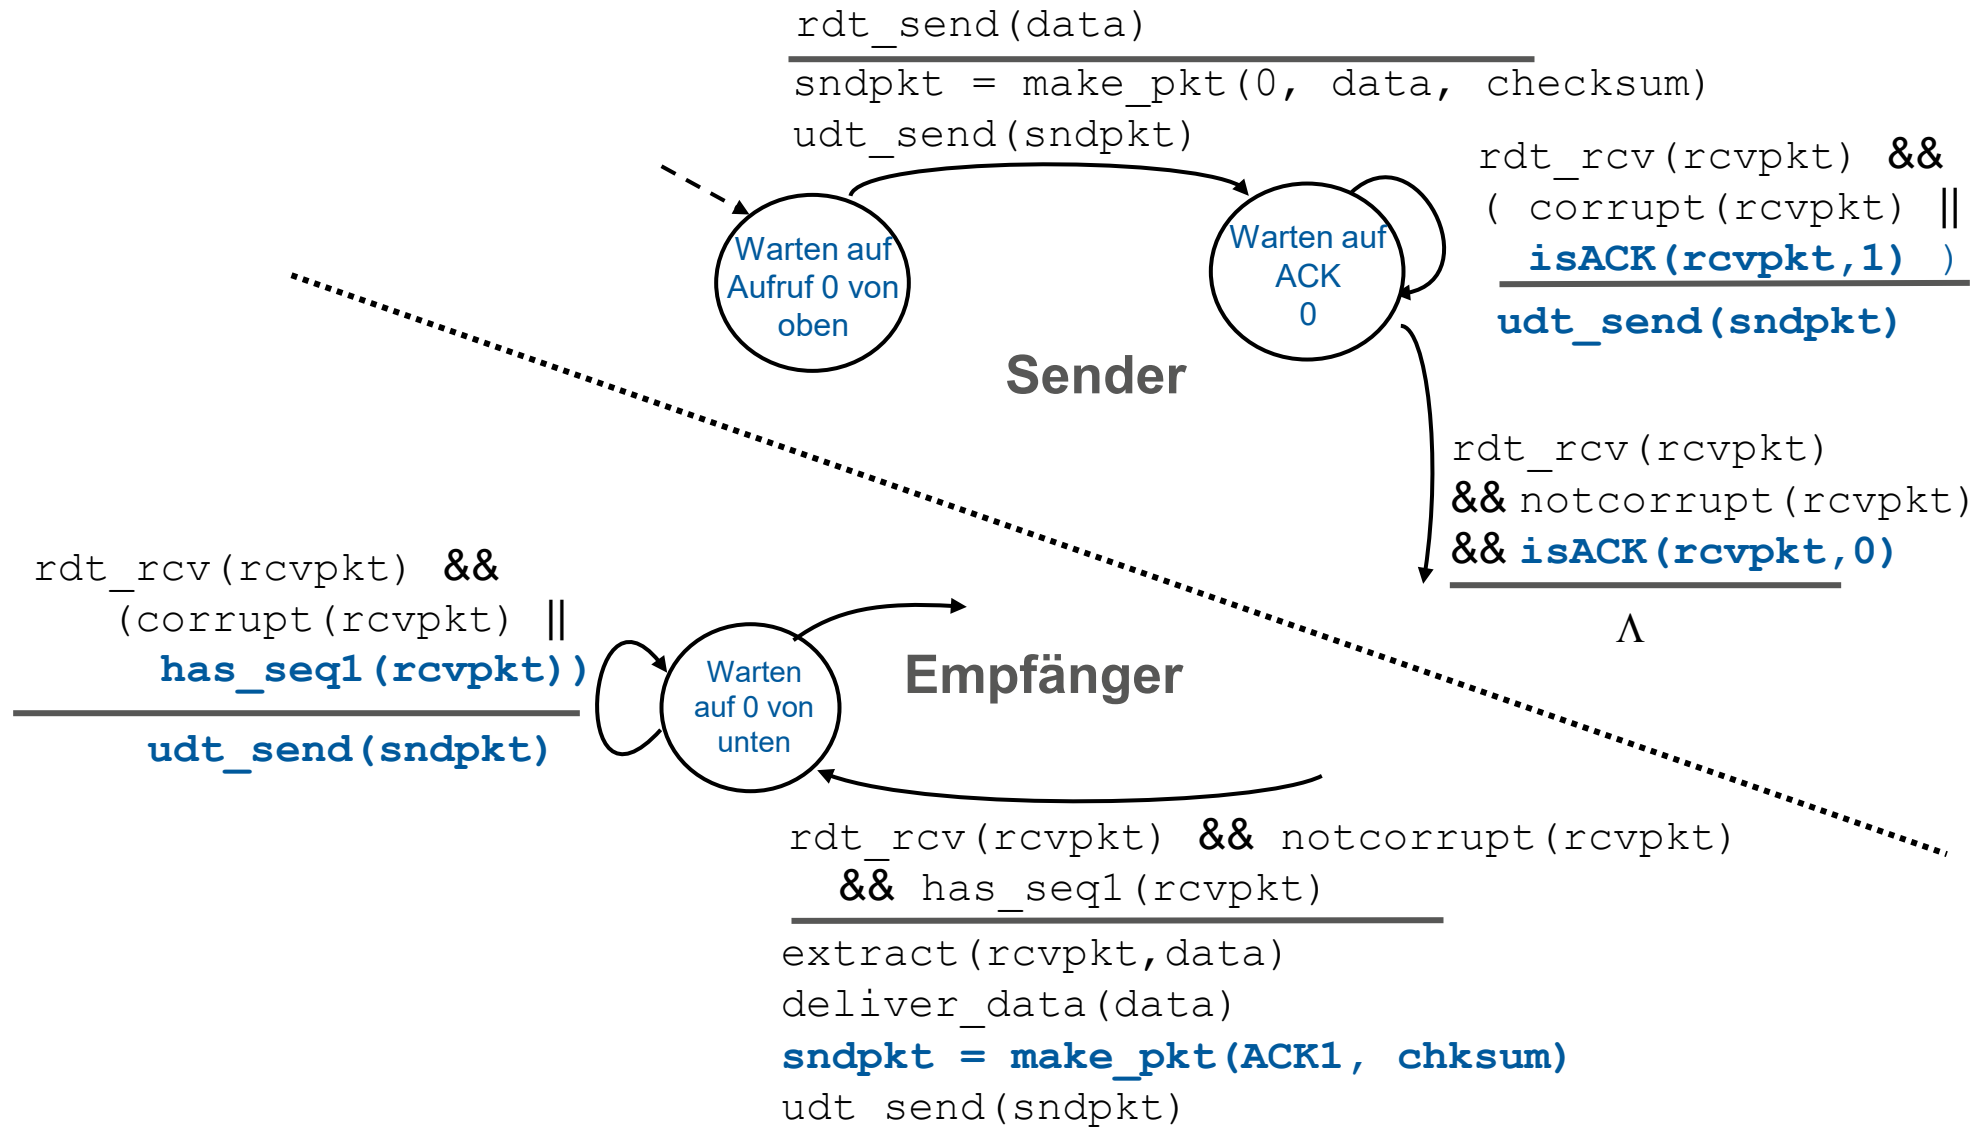 rdt_send(data)
sndpkt = make_pkt(0, data, checksum)
udt_send(sndpkt)
rdt_rcv(rcvpkt) &&
( corrupt(rcvpkt) ||
isACK(rcvpkt,1) )
udt_send(sndpkt)
Warten auf
Aufruf 0 von
oben
Warten auf
ACK
0
Sender
rdt_rcv(rcvpkt)
&& notcorrupt(rcvpkt)
&& isACK(rcvpkt,0)
Λ
rdt_rcv(rcvpkt) &&
(corrupt(rcvpkt) ||
has_seq1(rcvpkt))
udt_send(sndpkt)
Warten
auf 0 von
unten
Empfänger
rdt_rcv(rcvpkt) && notcorrupt(rcvpkt)
&& has_seq1(rcvpkt)
extract(rcvpkt,data)
deliver_data(data)
sndpkt = make_pkt(ACK1, chksum)
udt send(sndpkt)